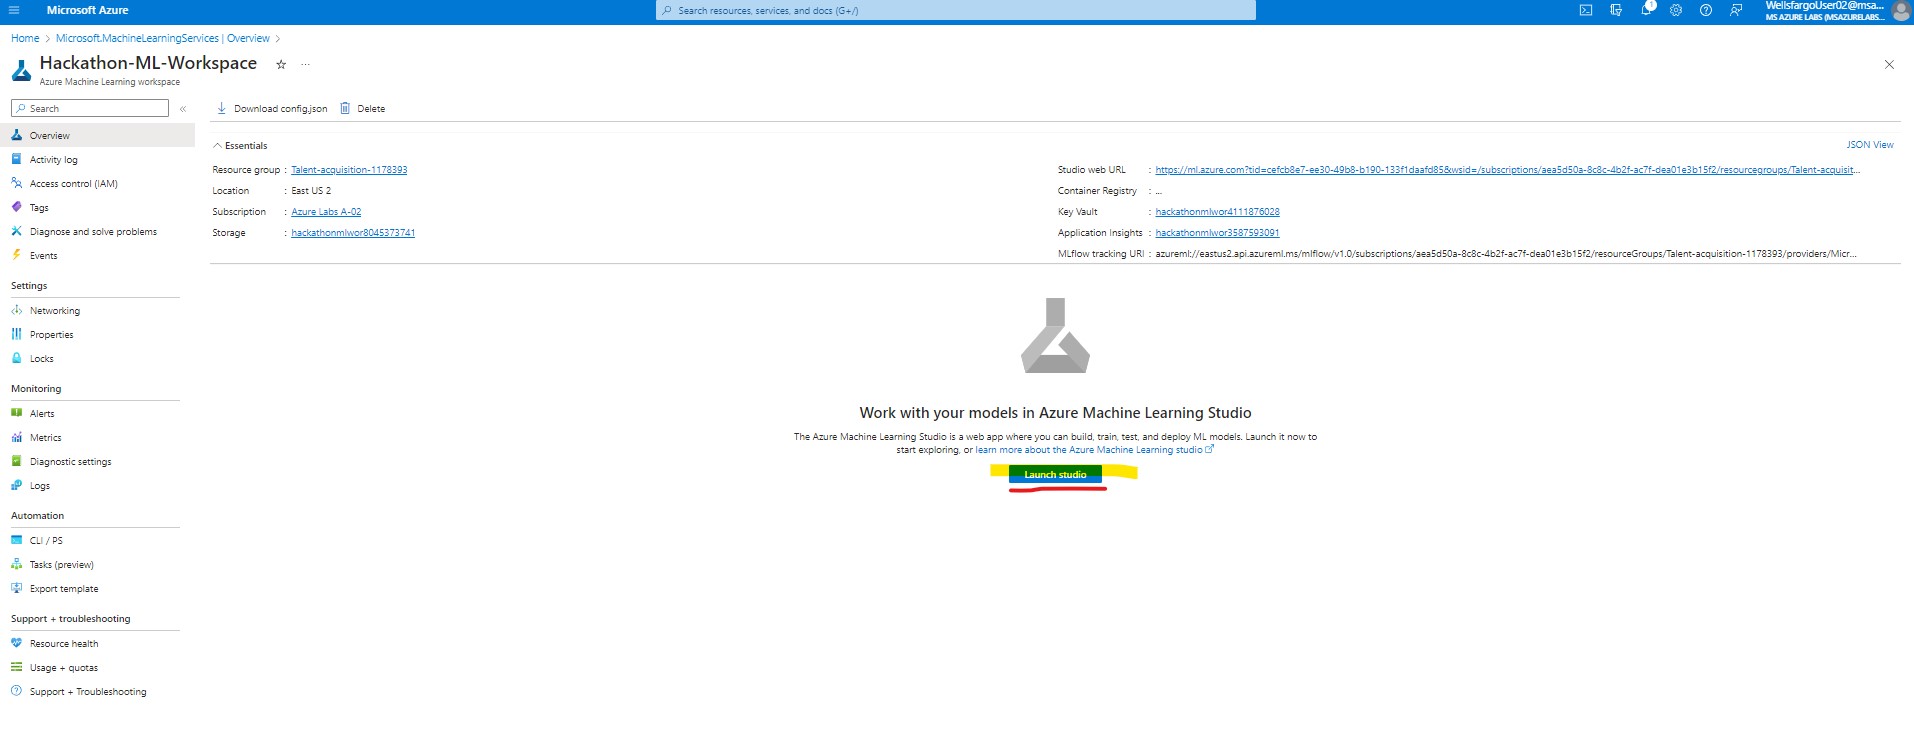 Microsoft Azure
Search resources, services, and docs (G+/)
1
WellsfargoUser02@msa...
MS AZURE LABS (MSAZURELABS...
Home > Microsoft.MachineLearningServices | Overview >
Hackathon-ML-Workspace
Azure Machine Learning workspace
Search
Download config.json
Delete
Overview
Activity log
Access control (IAM)
Tags
Diagnose and solve problems
Events
Settings
Networking
Properties
Locks
Monitoring
Alerts
Metrics
Diagnostic settings
Logs
Automation
CLI / PS
Tasks (preview)
Export template
Support + troubleshooting
Resource health
Usage + quotas
Support + Troubleshooting
Essentials
JSON View
Resource group : Talent-acquisition-1178393
Location : East US 2
Subscription : Azure Labs A-02
Storage : hackathonmlwor8045373741
Studio web URL : https://ml.azure.com?tid=cefcb8e7-ee30-49b8-b190-133f1daafd85&wsid=/subscriptions/aea5d50a-8c8c-4b2f-ac7f-dea01e3b15f2/resourcegroups/Talent-acquisit...
Container Registry : ...
Key Vault : hackathonmlwor4111876028
Application Insights : hackathonmlwor3587593091
MLflow tracking URI : azureml://eastus2.api.azureml.ms/mlflow/v1.0/subscriptions/aea5d50a-8c8c-4b2f-ac7f-dea01e3b15f2/resourceGroups/Talent-acquisition-1178393/providers/Micr...
Work with your models in Azure Machine Learning Studio
The Azure Machine Learning Studio is a web app where you can build, train, test, and deploy ML models. Launch it now to
start exploring, or learn more about the Azure Machine Learning studio
Launch studio